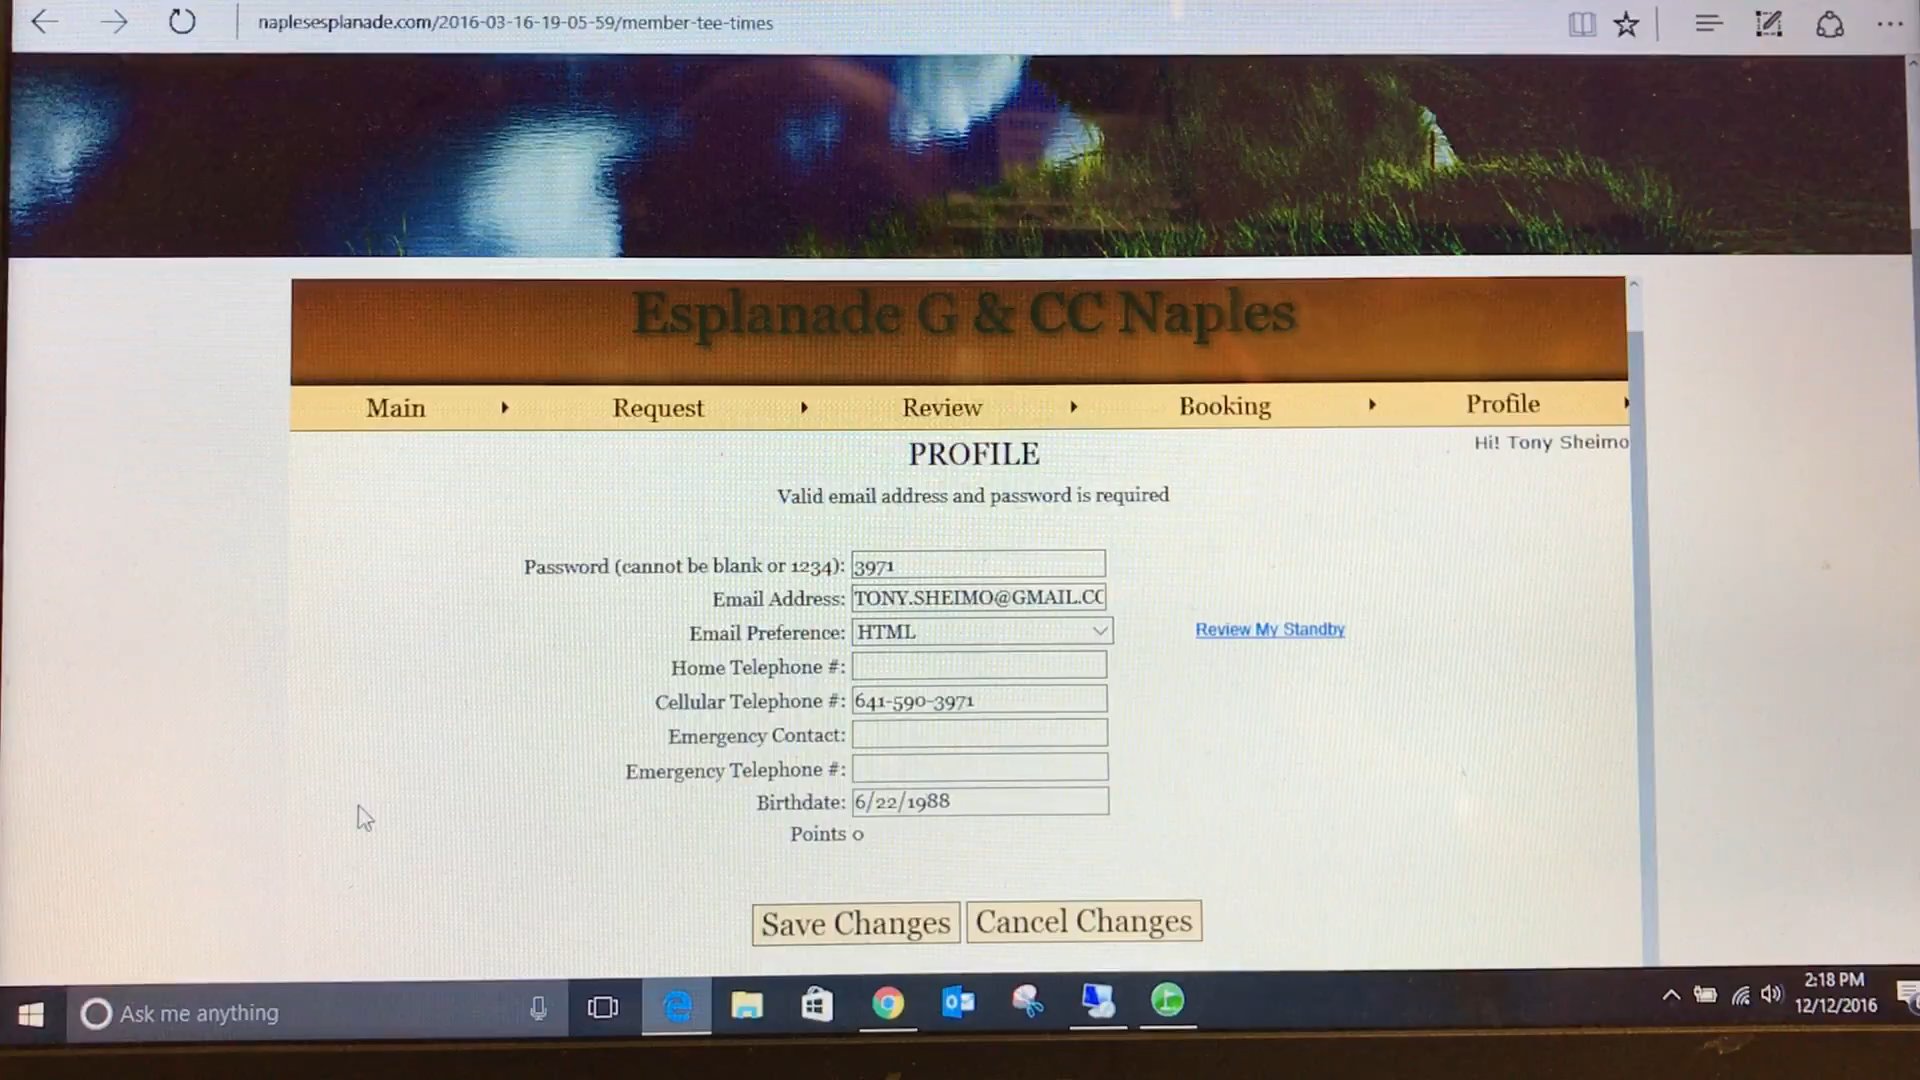 naplesesplanade.com/2016-03-16-19-05-59/member-tee-times
Esplanade G & CC Naples
Main Request Review Booking Profile
Hi! Tony Sheimo
PROFILE
Valid email address and password is required
Password (cannot be blank or 1234): 3971
Email Address: TONY.SHEIMO@GMAIL.CO
Email Preference: HTML
Review My Standby
Home Telephone #:
Cellular Telephone #: 641-590-3971
Emergency Contact:
Emergency Telephone #:
Birthdate: 6/22/1988
Points 0
Save Changes Cancel Changes
Ask me anything
2:18 PM
12/12/2016